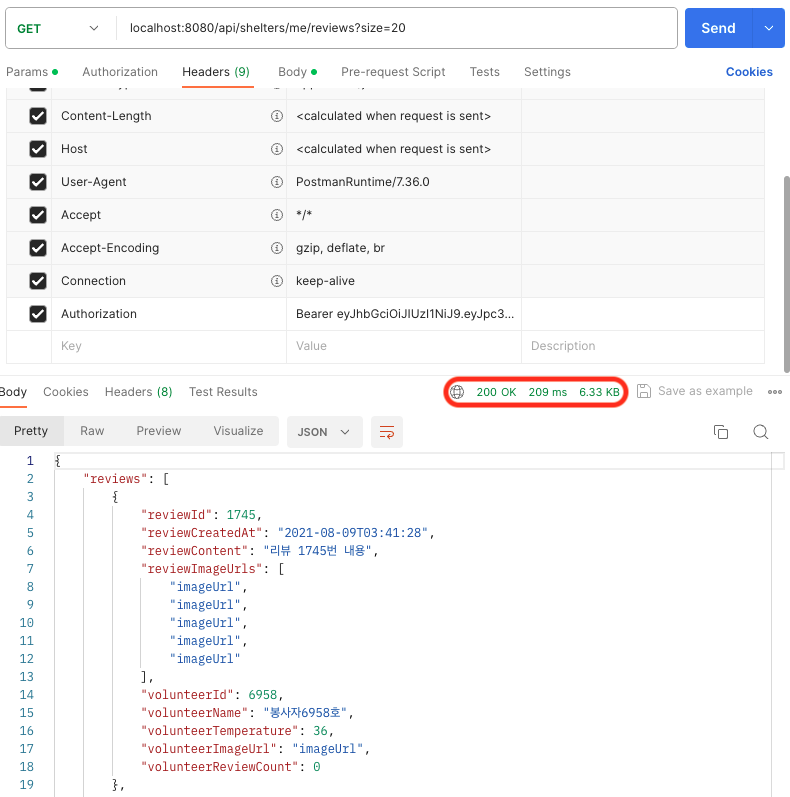 GET localhost:8080/api/shelters/me/reviews?size=20 Send
Params Authorization Headers (9) Body Pre-request Script Tests Settings Cookies
Content-Length <calculated when request is sent>
Host <calculated when request is sent>
User-Agent PostmanRuntime/7.36.0
Accept */*
Accept-Encoding gzip, deflate, br
Connection keep-alive
Authorization Bearer eyJhbGciOiJIUzI1NiJ9.eyJpc3...
Key Value Description
Body Cookies Headers (8) Test Results 200 OK 209 ms 6.33 KB Save as example
Pretty Raw Preview Visualize JSON
1 {
2 "reviews": [
3 {
4 "reviewId": 1745,
5 "reviewCreatedAt": "2021-08-09T03:41:28",
6 "reviewContent": "리뷰 1745번 내용",
7 "reviewImageUrls": [
8 "imageUrl",
9 "imageUrl",
10 "imageUrl",
11 "imageUrl",
12 "imageUrl"
13 ],
14 "volunteerId": 6958,
15 "volunteerName": "봉사자6958호",
16 "volunteerTemperature": 36,
17 "volunteerImageUrl": "imageUrl",
18 "volunteerReviewCount": 0
19 },